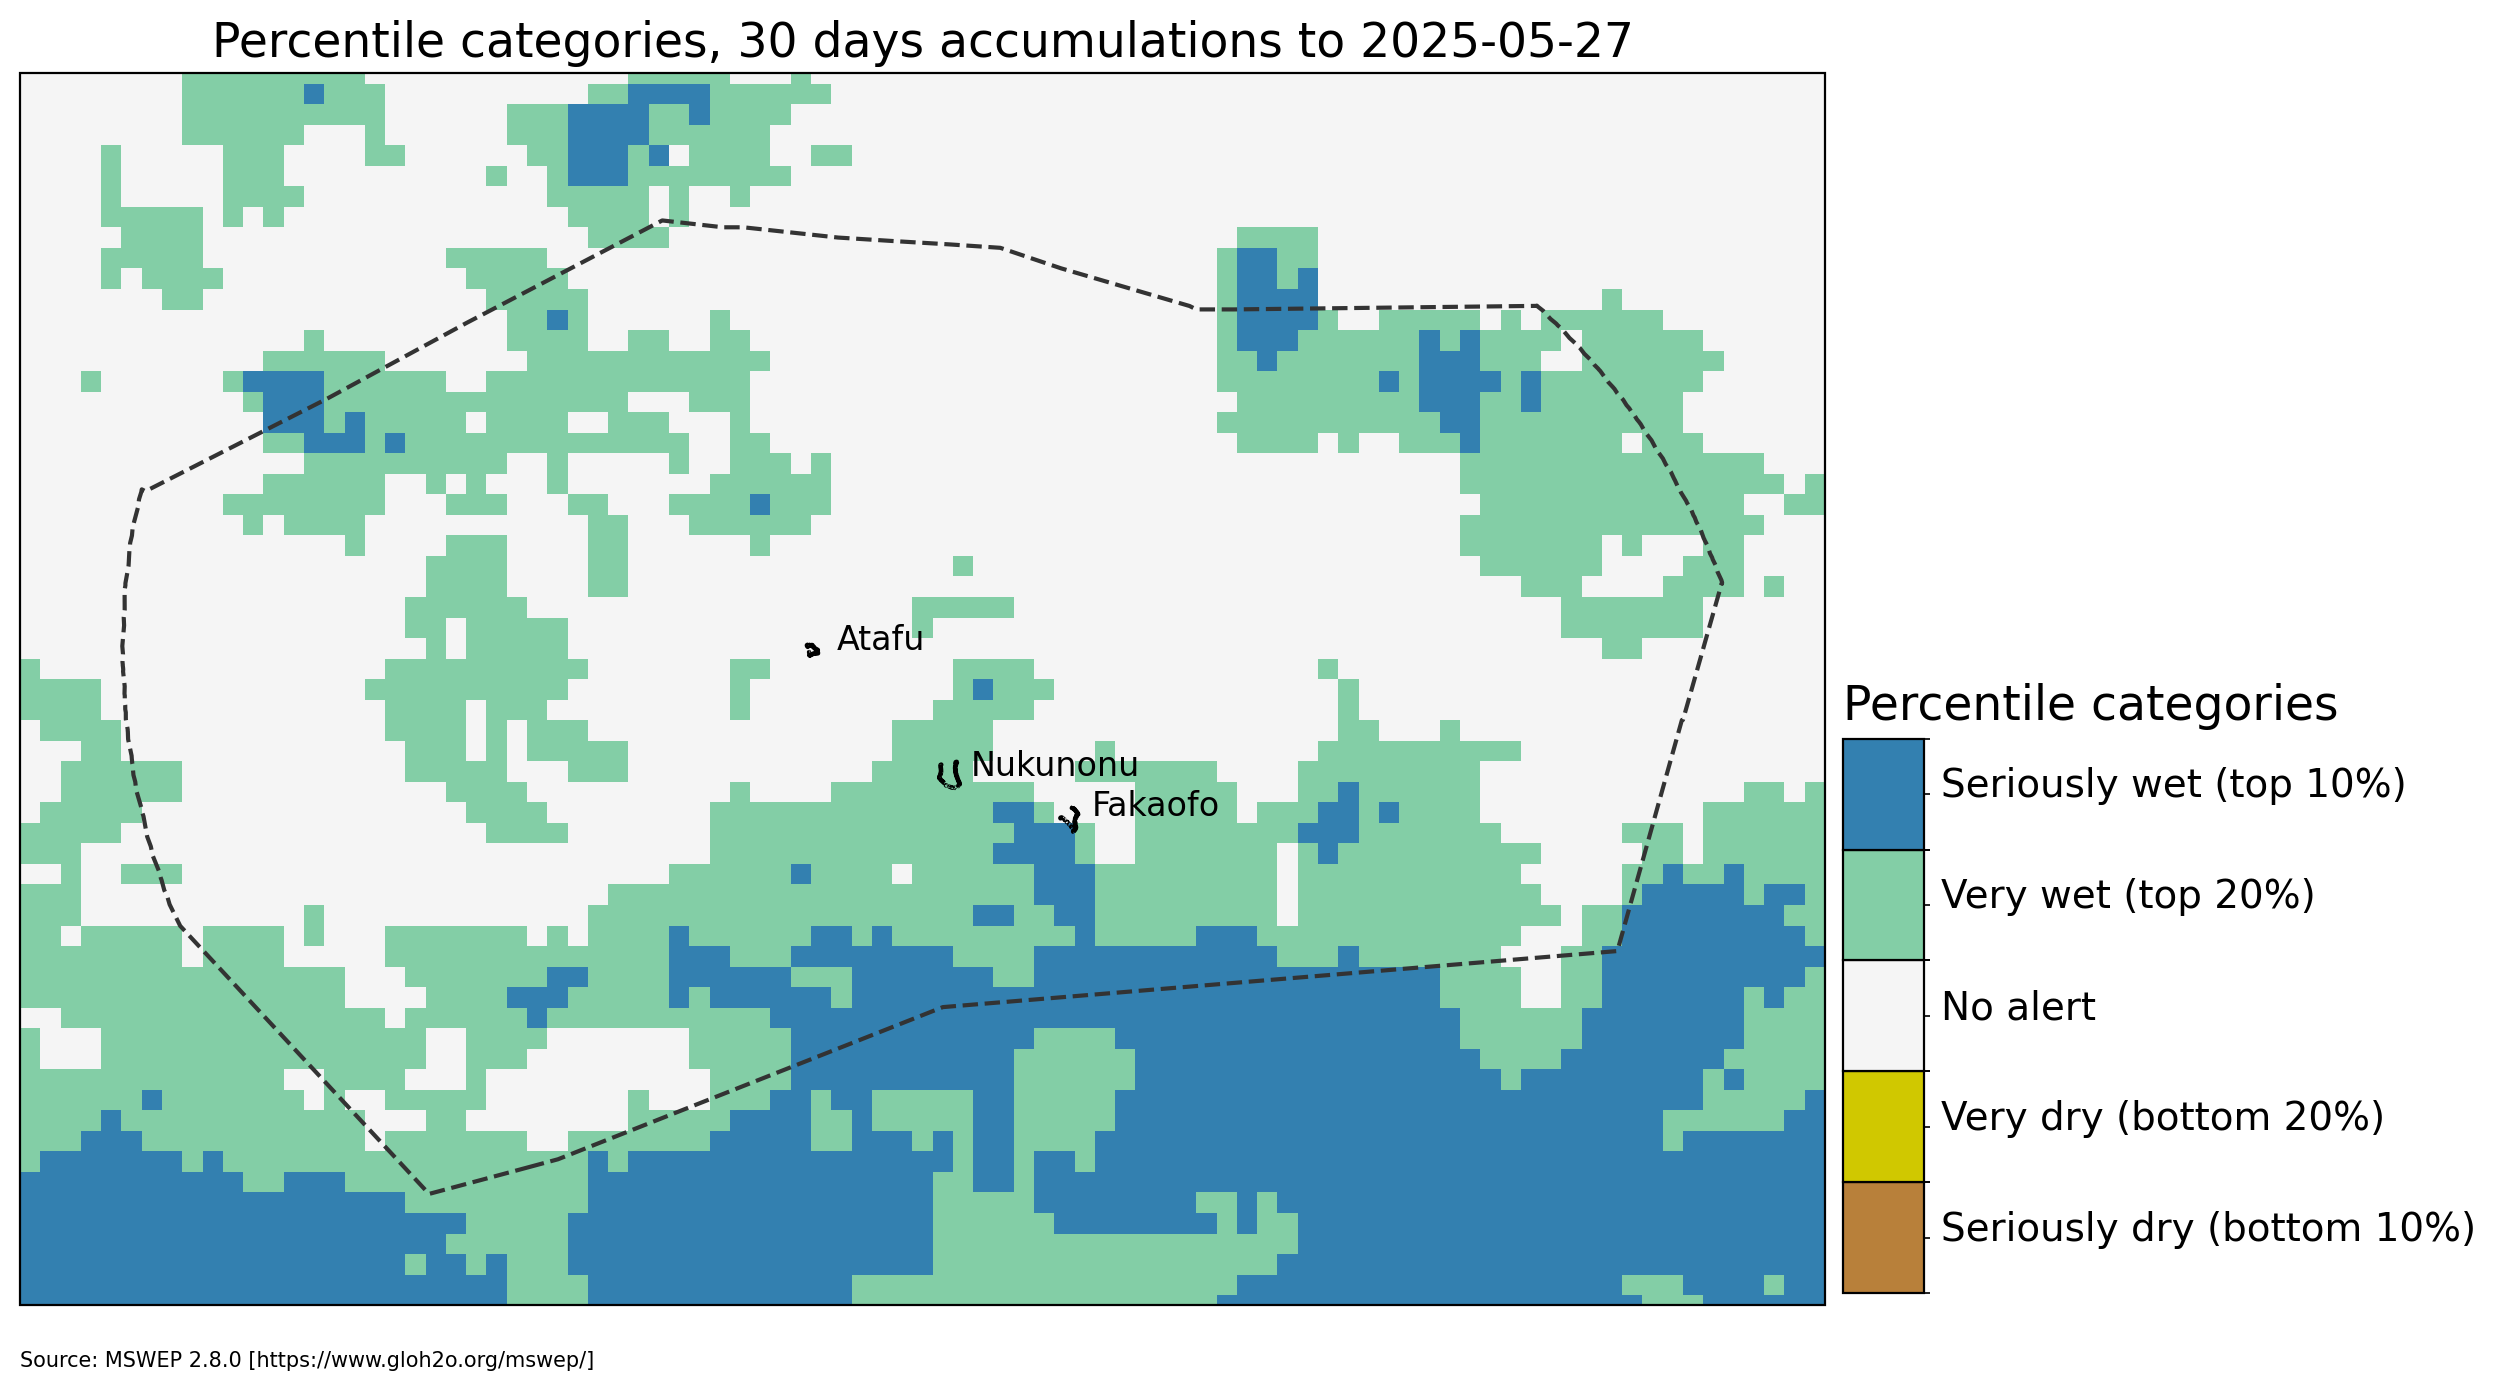 Percentile categories, 30 days accumulations to 2025-05-27
Atafu
Nukunonu
Fakaofo
Percentile categories
Seriously wet (top 10%)
Very wet (top 20%)
No alert
Very dry (bottom 20%)
Seriously dry (bottom 10%)
Source: MSWEP 2.8.0 [https://www.gloh2o.org/mswep/]